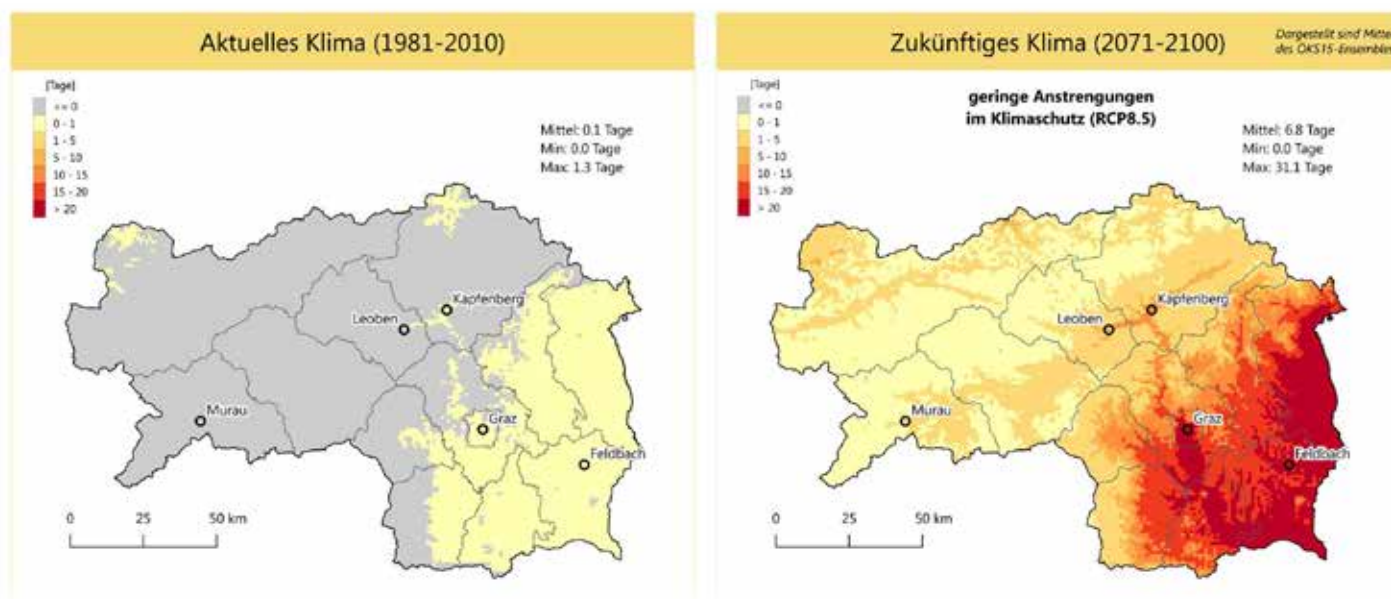 Aktuelles Klima (1981-2010)
[Tage]
<= 0
0 - 1
1 - 5
5 - 10
10 - 15
15 - 20
> 20
Mittel: 0.1 Tage
Min: 0.0 Tage
Max: 1.3 Tage
Kapfenberg
Leoben
Murau
Graz
Feldbach
0 25 50 km
Zukünftiges Klima (2071-2100)
Dargestellt sind Mittel
des ÖKS15-Ensembles
[Tage]
<= 0
0 - 1
1 - 5
5 - 10
10 - 15
15 - 20
> 20
geringe Anstrengungen
im Klimaschutz (RCP8.5)
Mittel: 6.8 Tage
Min: 0.0 Tage
Max: 31.1 Tage
Kapfenberg
Leoben
Murau
Graz
Feldbach
0 25 50 km